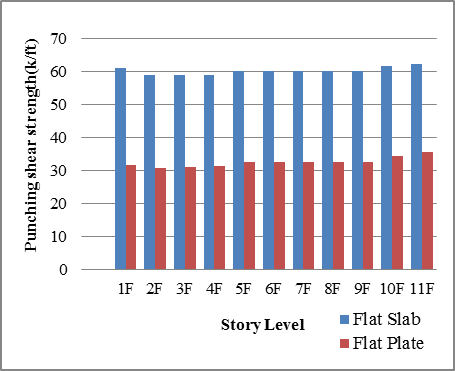 Punching shear strength(k/ft)
70
60
50
40
30
20
10
0
1F 2F 3F 4F 5F 6F 7F 8F 9F 10F 11F
Story Level
Flat Slab
Flat Plate